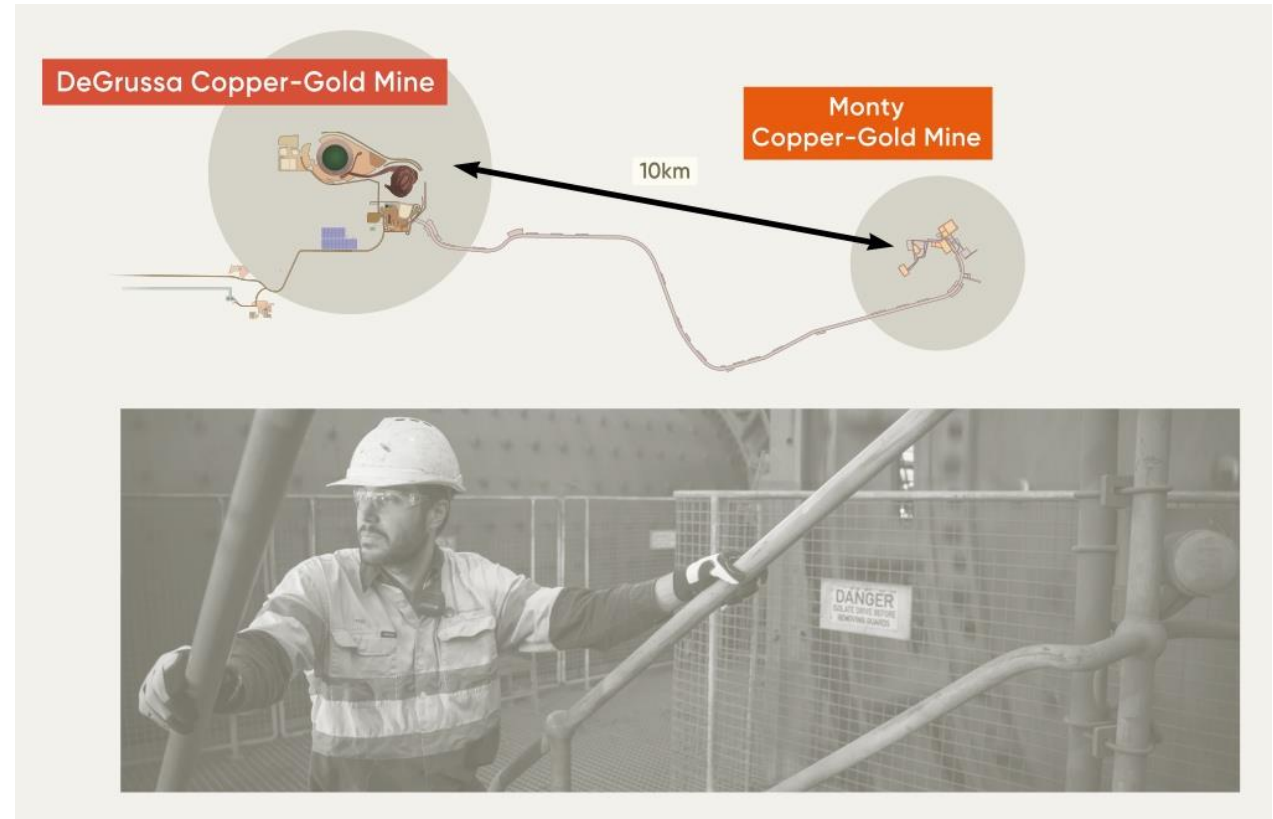 DeGrussa Copper-Gold Mine
Monty
Copper-Gold Mine
10km
DANGER
ISOLATE DRIVE BEFORE
REMOVING GUARDS